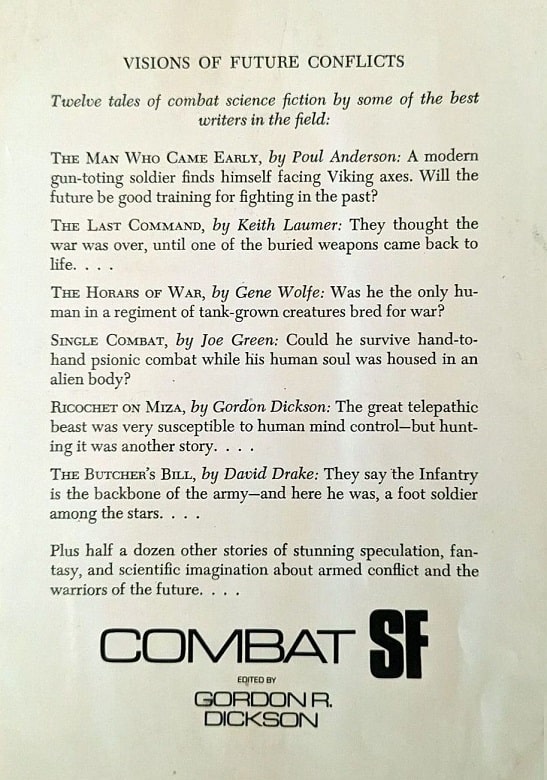 VISIONS OF FUTURE CONFLICTS
Twelve tales of combat science fiction by some of the best
writers in the field:
THE MAN WHO CAME EARLY, by Poul Anderson: A modern
gun-toting soldier finds himself facing Viking axes. Will the
future be good training for fighting in the past?
THE LAST COMMAND, by Keith Laumer: They thought the
war was over, until one of the buried weapons came back to
life. . . .
THE HORARS OF WAR, by Gene Wolfe: Was he the only hu-
man in a regiment of tank-grown creatures bred for war?
SINGLE COMBAT, by Joe Green: Could he survive hand-to-
hand psionic combat while his human soul was housed in an
alien body?
RICOCHET ON MIZA, by Gordon Dickson: The great telepathic
beast was very susceptible to human mind control—but hunt-
ing it was another story. . . .
THE BUTCHER'S BILL, by David Drake: They say the Infantry
is the backbone of the army—and here he was, a foot soldier
among the stars. . . .
Plus half a dozen other stories of stunning speculation, fan-
tasy, and scientific imagination about armed conflict and the
warriors of the future. . . .
COMBAT SF
EDITED BY
GORDON R.
DICKSON